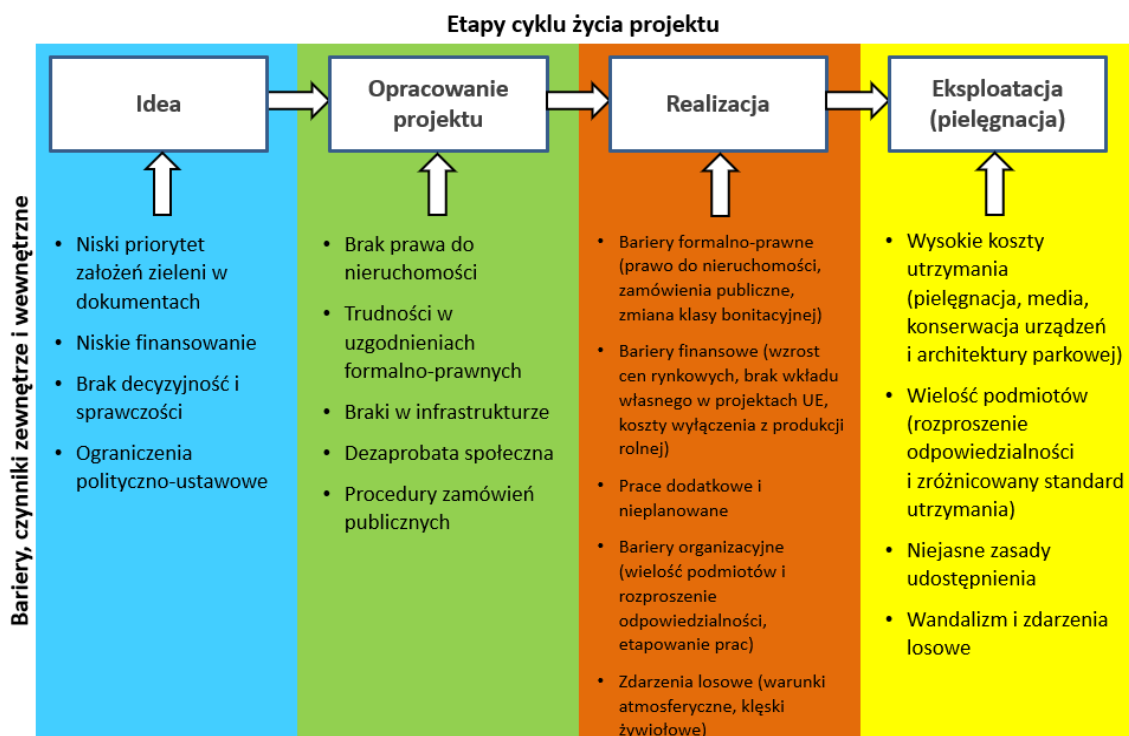 Etapy cyklu życia projektu
Bariery, czynniki zewnętrze i wewnętrzne
Idea
Opracowanie
projektu
Realizacja
Eksploatacja
(pielęgnacja)
• Niski priorytet
założeń zieleni w
dokumentach
• Niskie finansowanie
• Brak decyzyjność i
sprawczości
• Ograniczenia
polityczno-ustawowe
• Brak prawa do
nieruchomości
• Trudności w
uzgodnieniach
formalno-prawnych
• Braki w infrastrukturze
• Dezaprobata społeczna
• Procedury zamówień
publicznych
• Bariery formalno-prawne
(prawo do nieruchomości,
zamówienia publiczne,
zmiana klasy bonitacyjnej)
• Bariery finansowe (wzrost
cen rynkowych, brak wkładu
własnego w projektach UE,
koszty wyłączenia z produkcji
rolnej)
• Prace dodatkowe i
nieplanowane
• Bariery organizacyjne
(wielość podmiotów i
rozproszenie
odpowiedzialności,
etapowanie prac)
• Zdarzenia losowe (warunki
atmosferyczne, klęski
żywiołowe)
• Wysokie koszty
utrzymania
(pielęgnacja, media,
konserwacja urządzeń
i architektury parkowej)
• Wielość podmiotów
(rozproszenie
odpowiedzialności
i zróżnicowany standard
utrzymania)
• Niejasne zasady
udostępnienia
• Wandalizm i zdarzenia
losowe